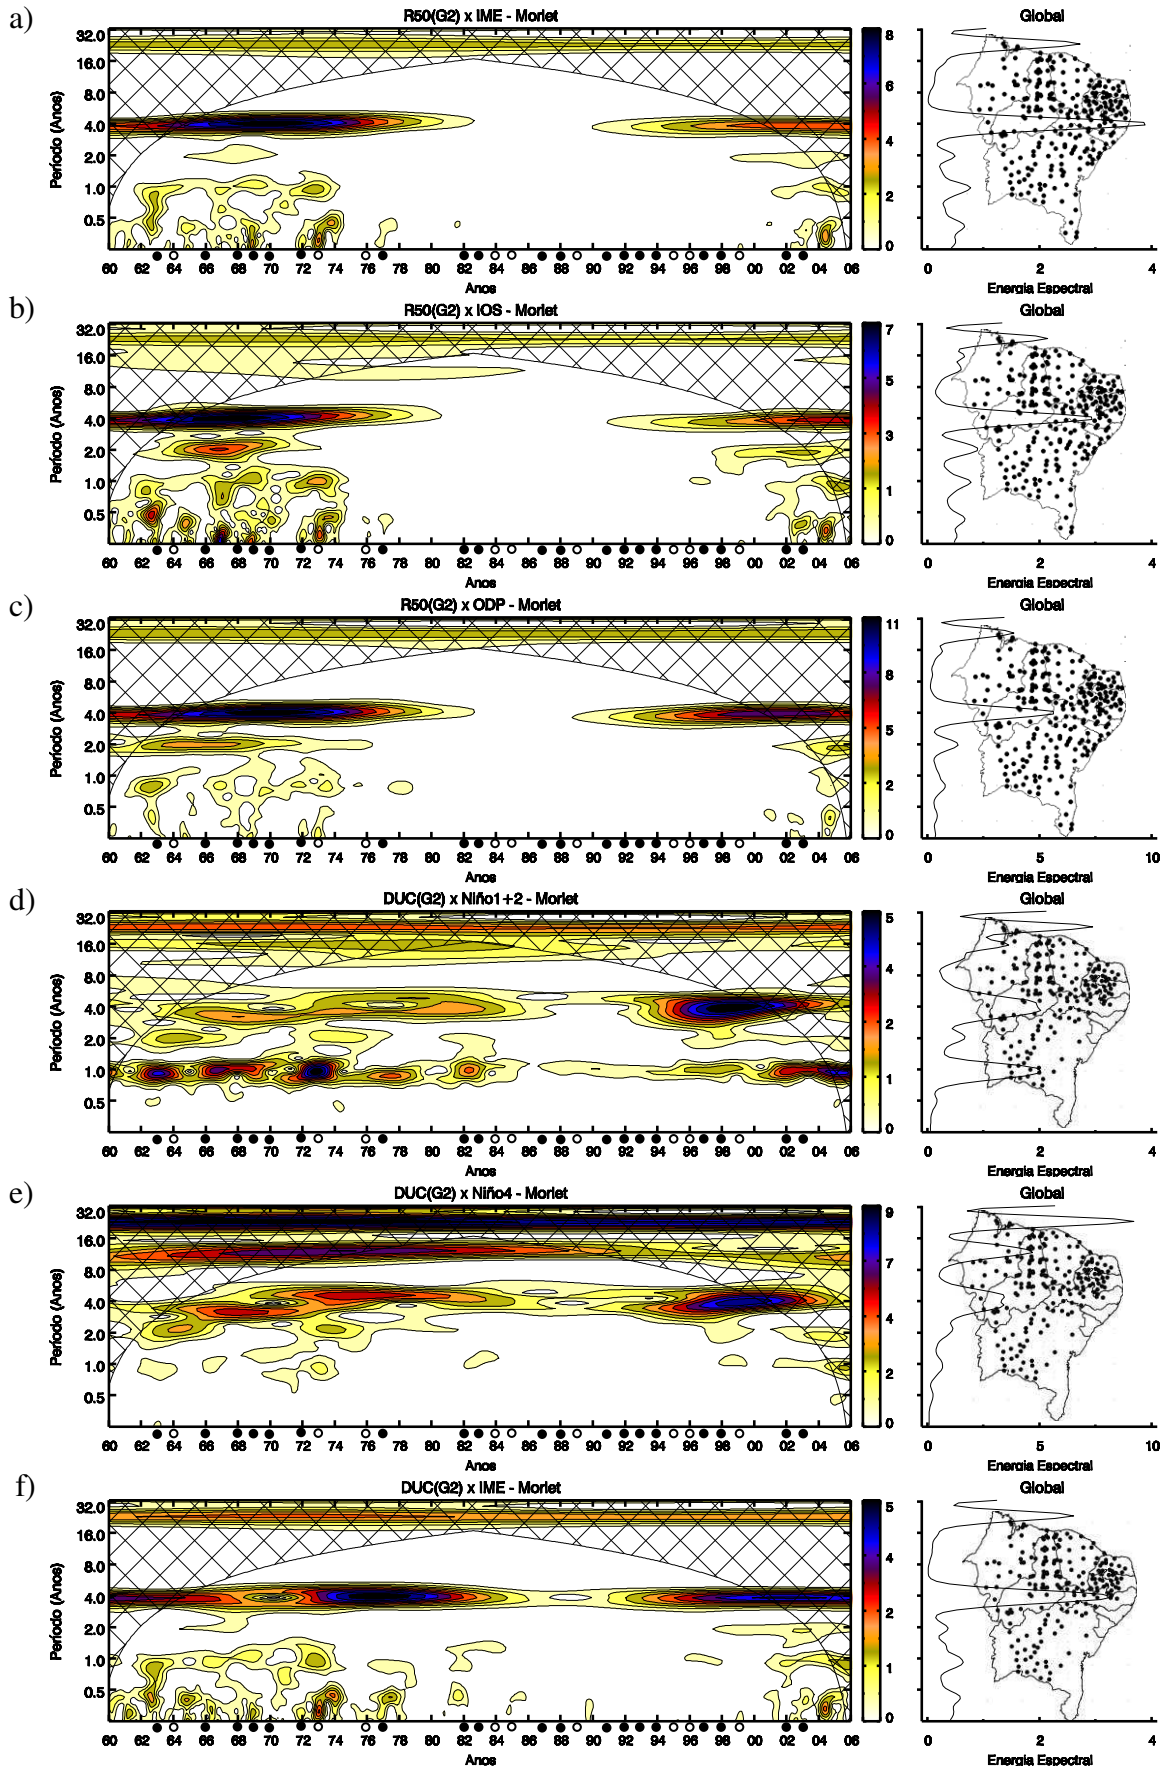 a)
R50(G2) x IME - Morlet
Global
Período (Anos)
32.0
16.0
8.0
4.0
2.0
1.0
0.5
8
6
4
2
0
60 62 64 66 68 70 72 74 76 78 80 82 84 86 88 90 92 94 96 98 00 02 04 06
Anos
0 2 4
Energia Espectral
b)
R50(G2) x IOS - Morlet
Global
Período (Anos)
32.0
16.0
8.0
4.0
2.0
1.0
0.5
7
5
3
1
0
60 62 64 66 68 70 72 74 76 78 80 82 84 86 88 90 92 94 96 98 00 02 04 06
Anos
0 2 4
Energia Espectral
c)
R50(G2) x ODP - Morlet
Global
Período (Anos)
32.0
16.0
8.0
4.0
2.0
1.0
0.5
11
8
5
2
0
60 62 64 66 68 70 72 74 76 78 80 82 84 86 88 90 92 94 96 98 00 02 04 06
Anos
0 5 10
Energia Espectral
d)
DUC(G2) x Niño1+2 - Morlet
Global
Período (Anos)
32.0
16.0
8.0
4.0
2.0
1.0
0.5
5
4
2
1
0
60 62 64 66 68 70 72 74 76 78 80 82 84 86 88 90 92 94 96 98 00 02 04 06
Anos
0 2 4
Energia Espectral
e)
DUC(G2) x Niño4 - Morlet
Global
Período (Anos)
32.0
16.0
8.0
4.0
2.0
1.0
0.5
9
7
4
2
0
60 62 64 66 68 70 72 74 76 78 80 82 84 86 88 90 92 94 96 98 00 02 04 06
Anos
0 5 10
Energia Espectral
f)
DUC(G2) x IME - Morlet
Global
Período (Anos)
32.0
16.0
8.0
4.0
2.0
1.0
0.5
5
4
2
1
0
60 62 64 66 68 70 72 74 76 78 80 82 84 86 88 90 92 94 96 98 00 02 04 06
Anos
0 2 4
Energia Espectral